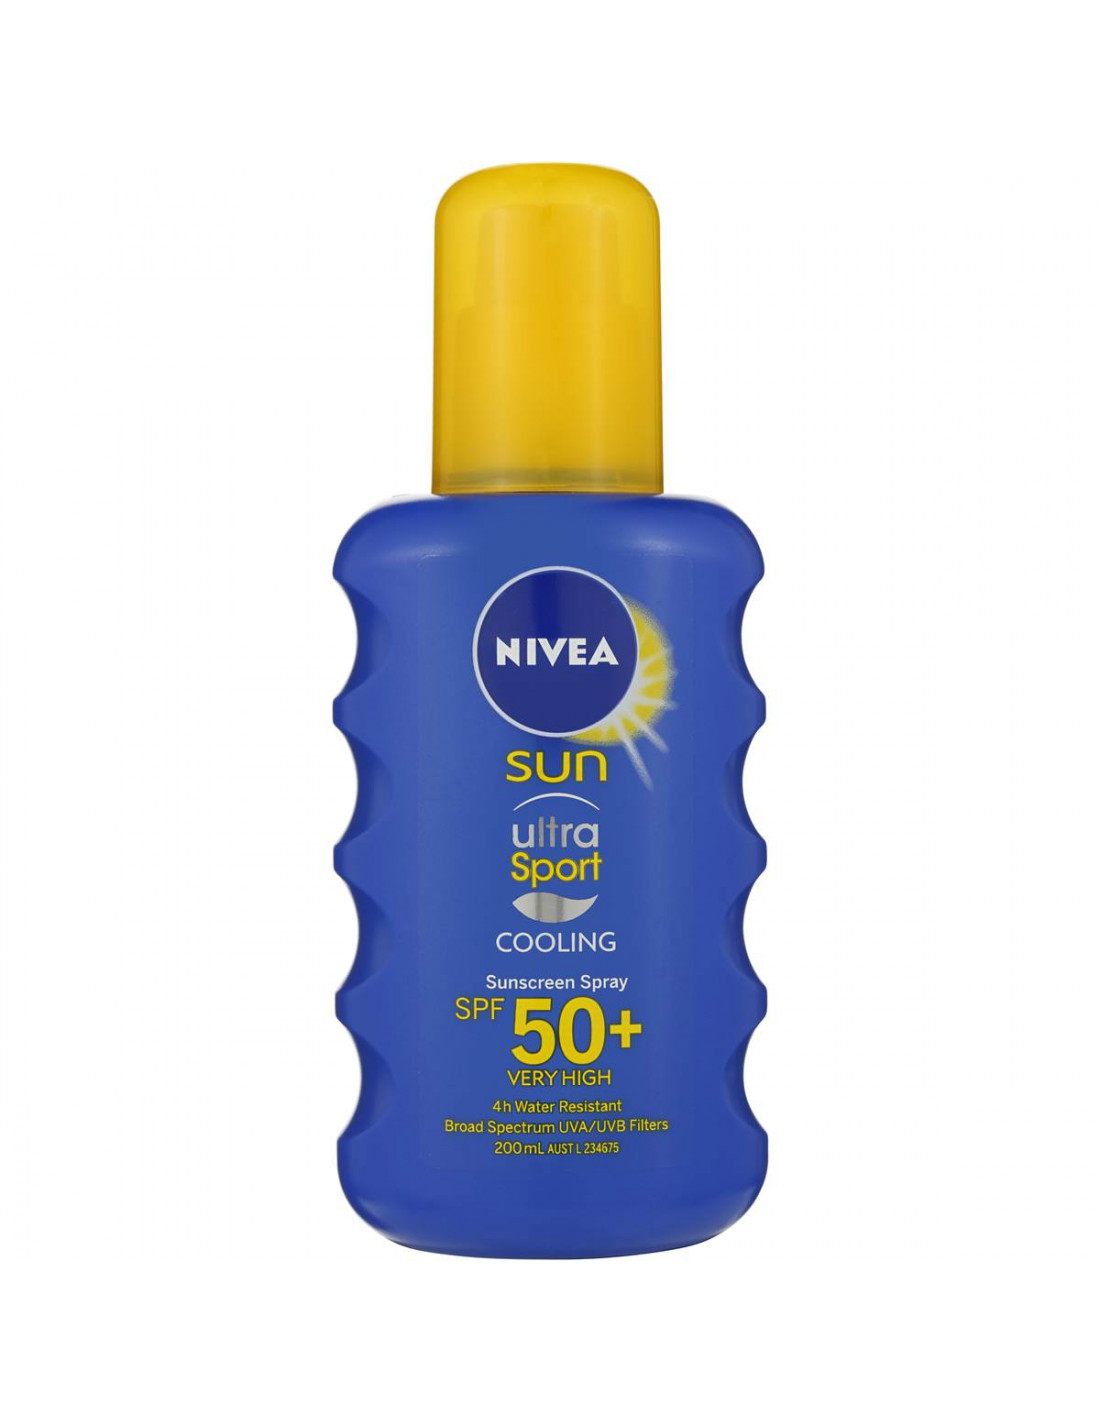 NIVEA
sun
ultra
Sport
COOLING
Sunscreen Spray
SPF 50+
VERY HIGH
4h Water Resistant
Broad Spectrum UVA/UVB Filters
200mL AUST L 234675